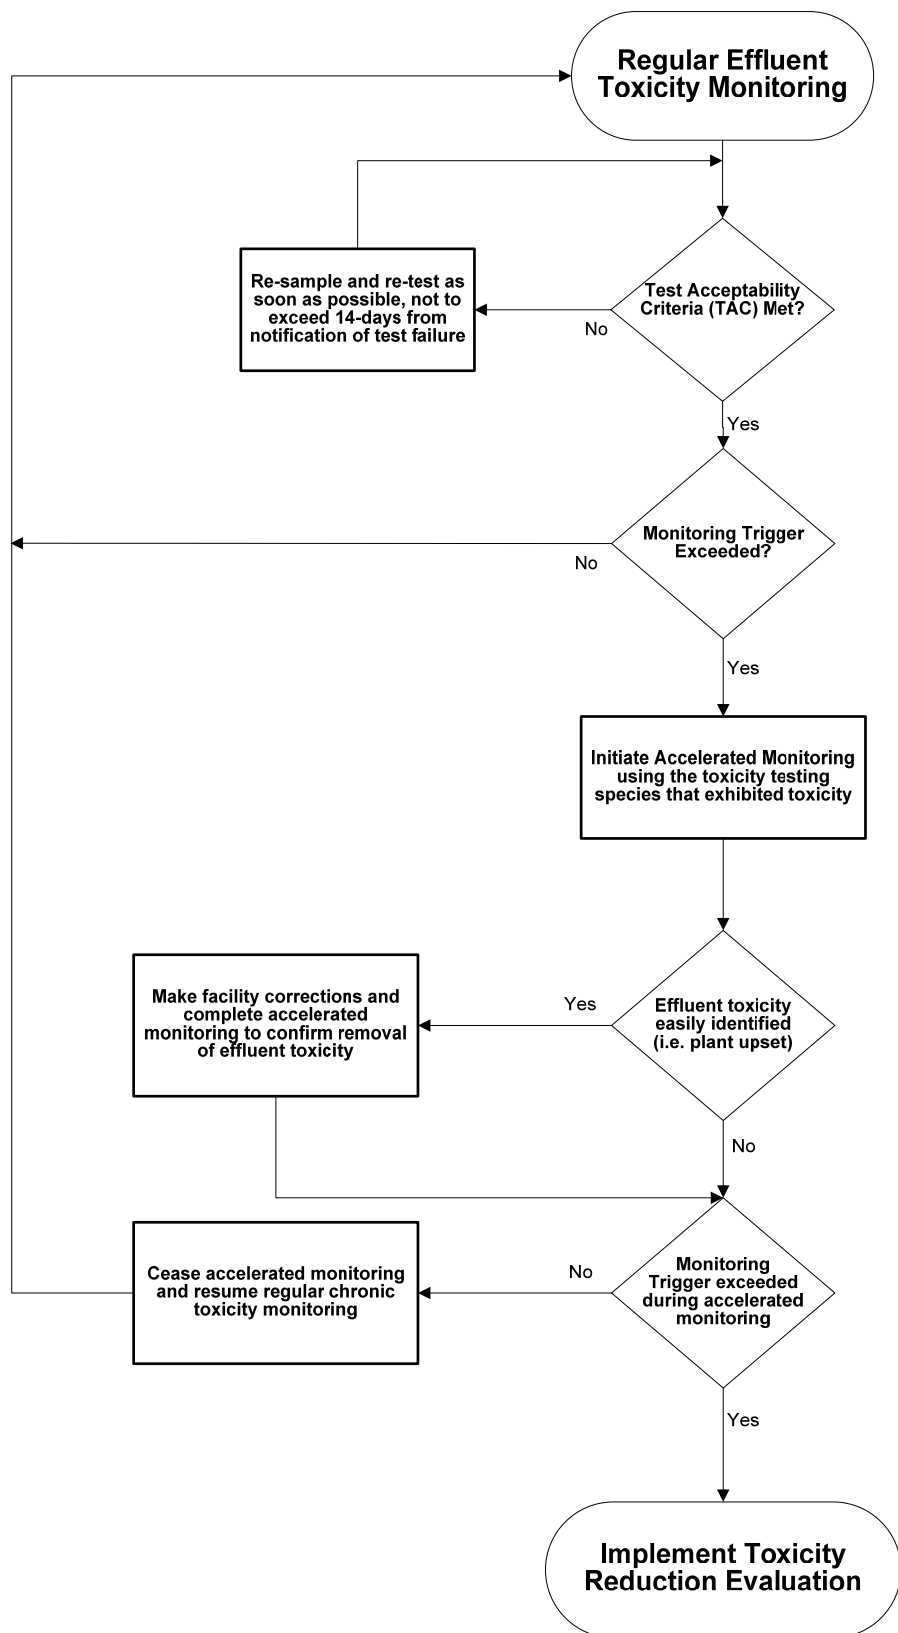 Regular Effluent
Toxicity Monitoring
Re-sample and re-test as
soon as possible, not to
exceed 14-days from
notification of test failure
No
Test Acceptability
Criteria (TAC) Met?
Yes
Monitoring Trigger
Exceeded?
No
Yes
Initiate Accelerated Monitoring
using the toxicity testing
species that exhibited toxicity
Make facility corrections and
complete accelerated
monitoring to confirm removal
of effluent toxicity
Yes
Effluent toxicity
easily identified
(i.e. plant upset)
No
Cease accelerated monitoring
and resume regular chronic
toxicity monitoring
No
Monitoring
Trigger exceeded
during accelerated
monitoring
Yes
Implement Toxicity
Reduction Evaluation